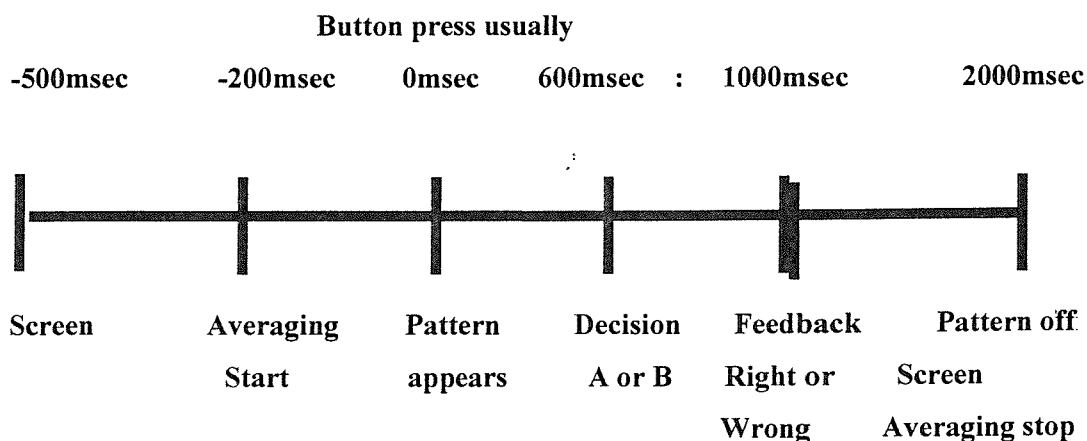 Button press usually
-500msec -200msec 0msec 600msec : 1000msec 2000msec
Screen Averaging Pattern Decision Feedback Pattern off
Start appears A or B Right or Screen
Wrong Averaging stop